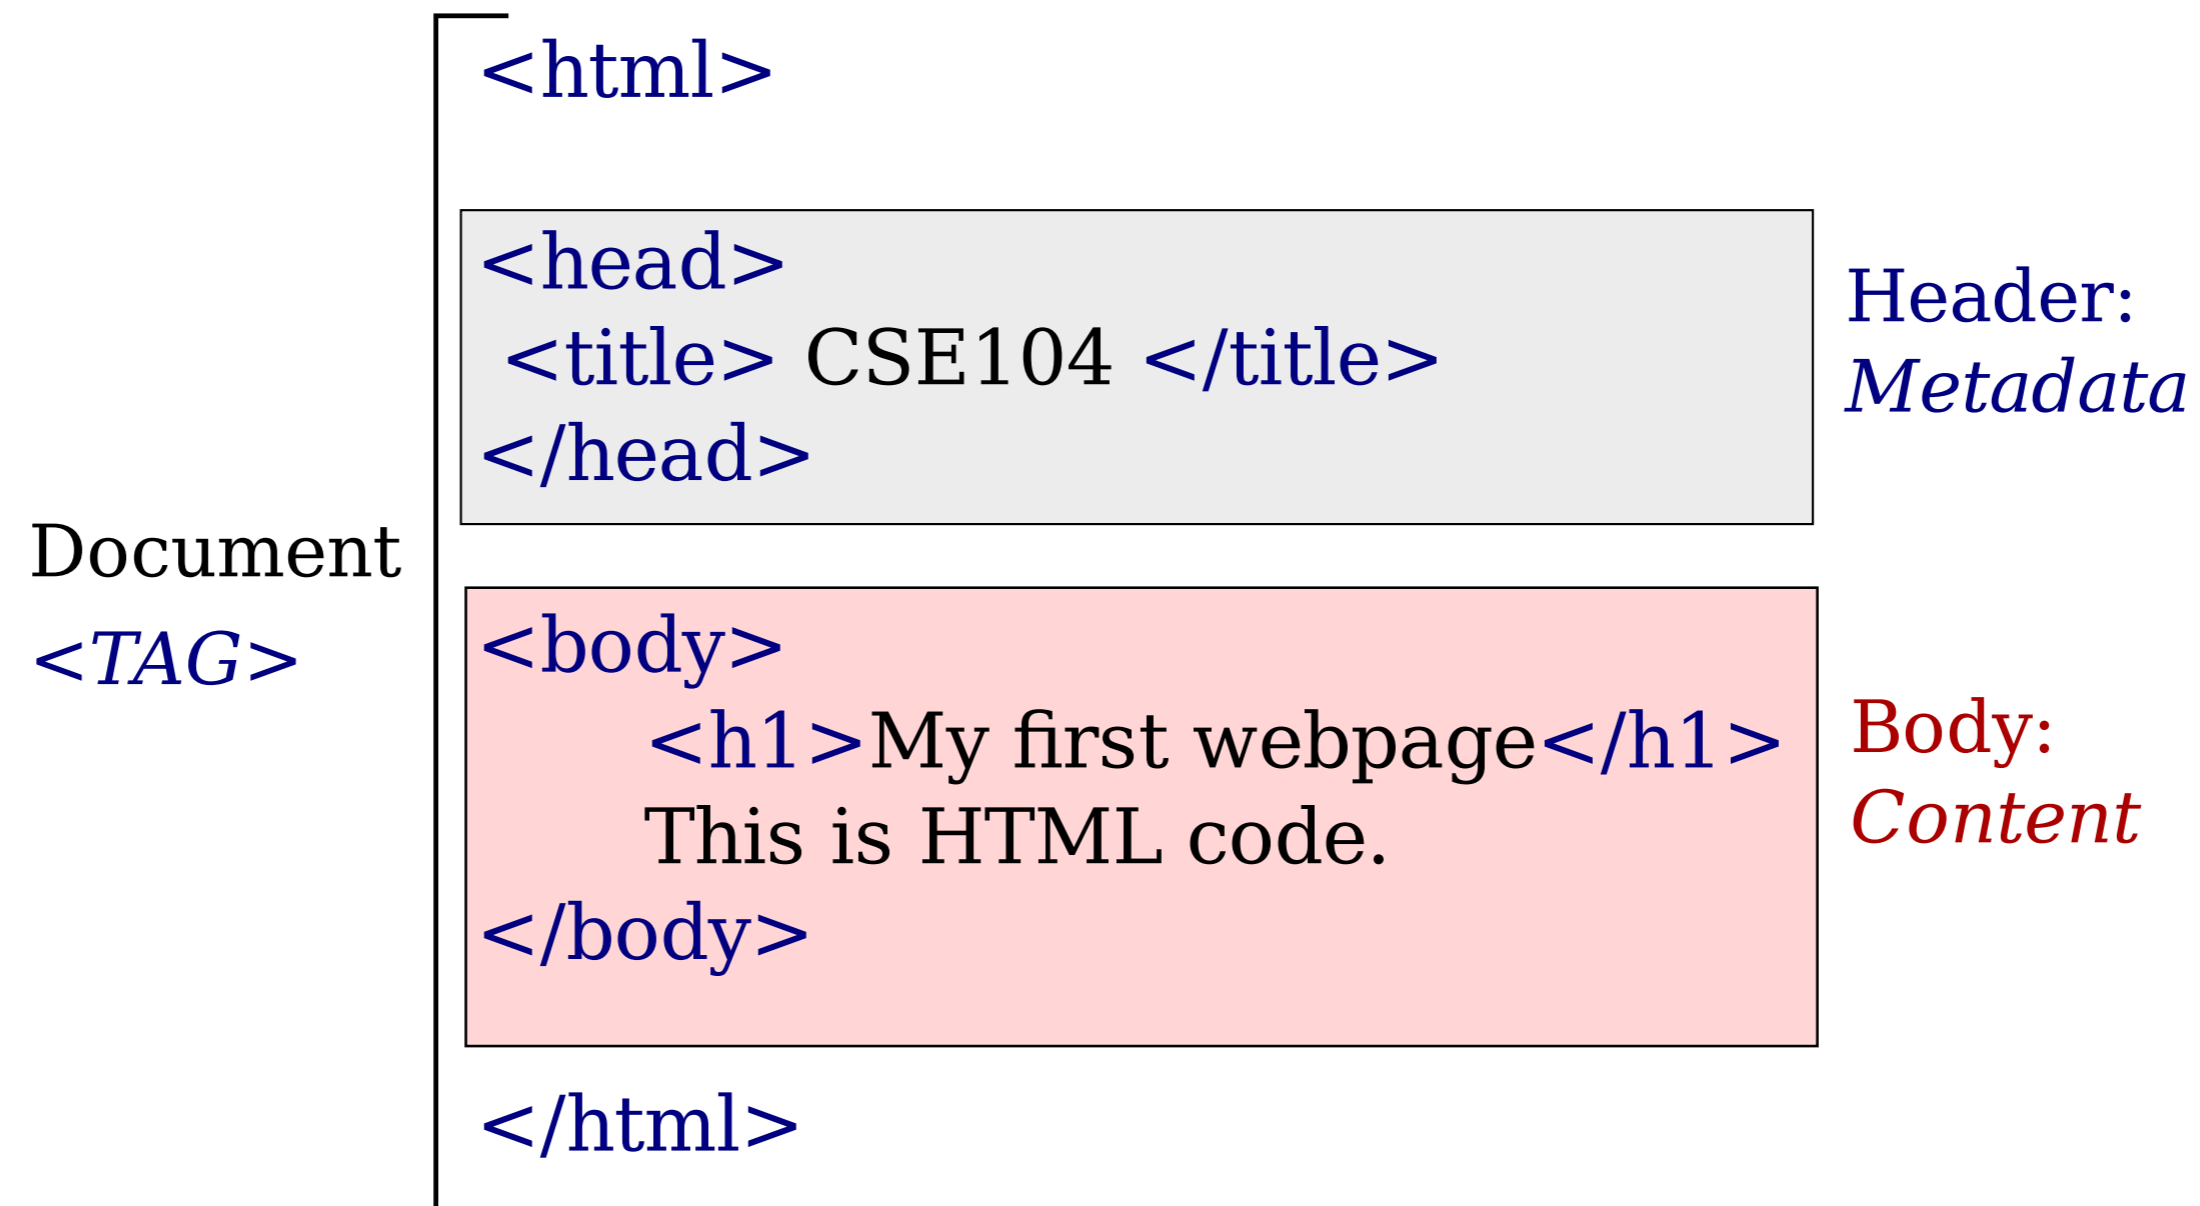 <html>
<head>
<title> CSE104 </title>
</head>
Header:
Metadata
Document
<TAG>
<body>
<h1>My first webpage</h1>
This is HTML code.
</body>
Body:
Content
</html>